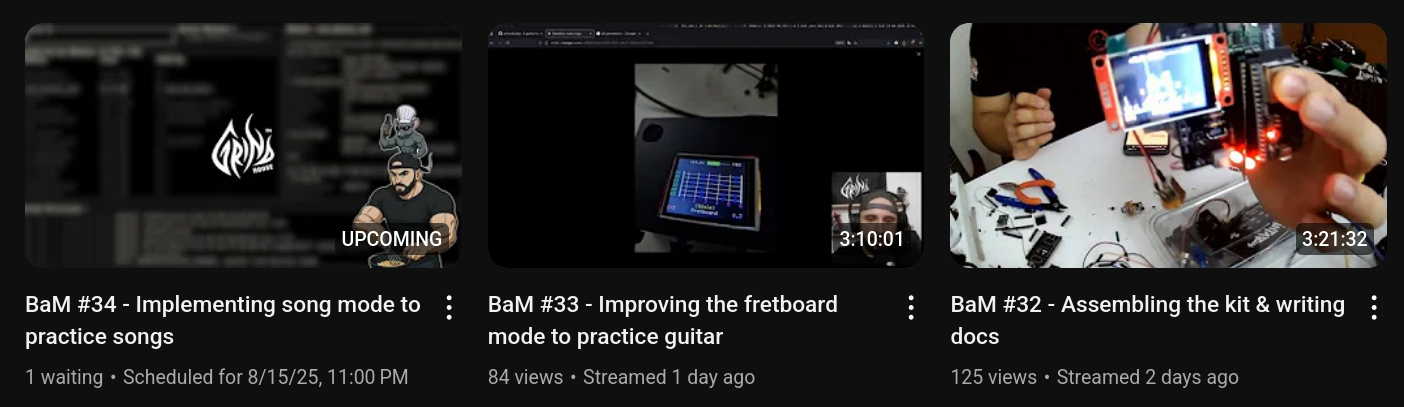 GRIND
HOUSE
UPCOMING
3:10:01
3:21:32
BaM #34 - Implementing song mode to
practice songs
1 waiting • Scheduled for 8/15/25, 11:00 PM
BaM #33 - Improving the fretboard
mode to practice guitar
84 views • Streamed 1 day ago
BaM #32 - Assembling the kit & writing
docs
125 views • Streamed 2 days ago